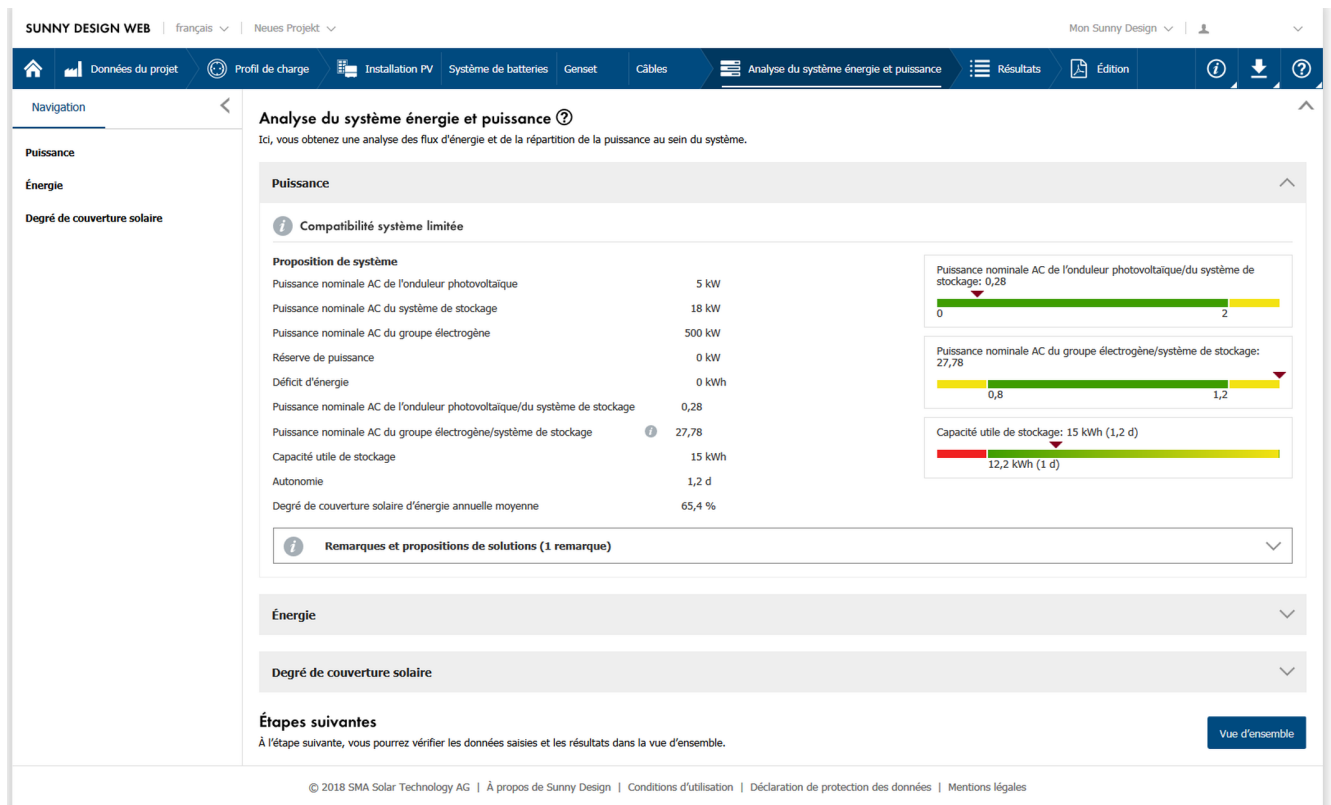 SUNNY DESIGN WEB | français | Neues Projekt Mon Sunny Design
Données du projet Profil de charge Installation PV Système de batteries Genset Câbles Analyse du système énergie et puissance Résultats Édition
Navigation
Puissance
Énergie
Degré de couverture solaire
Analyse du système énergie et puissance
Ici, vous obtenez une analyse des flux d'énergie et de la répartition de la puissance au sein du système.
Puissance
Compatibilité système limitée
Proposition de système
Puissance nominale AC de l'onduleur photovoltaïque 5 kW
Puissance nominale AC du système de stockage 18 kW
Puissance nominale AC du groupe électrogène 500 kW
Réserve de puissance 0 kW
Déficit d'énergie 0 kWh
Puissance nominale AC de l'onduleur photovoltaïque/du système de stockage 0,28
Puissance nominale AC du groupe électrogène/système de stockage 27,78
Capacité utile de stockage 15 kWh
Autonomie 1,2 d
Degré de couverture solaire d'énergie annuelle moyenne 65,4 %
Puissance nominale AC de l'onduleur photovoltaïque/du système de
stockage: 0,28
0 2
Puissance nominale AC du groupe électrogène/système de stockage:
27,78
0,8 1,2
Capacité utile de stockage: 15 kWh (1,2 d)
12,2 kWh (1 d)
Remarques et propositions de solutions (1 remarque)
Énergie
Degré de couverture solaire
Étapes suivantes
À l'étape suivante, vous pourrez vérifier les données saisies et les résultats dans la vue d'ensemble.
Vue d'ensemble
© 2018 SMA Solar Technology AG | À propos de Sunny Design | Conditions d'utilisation | Déclaration de protection des données | Mentions légales